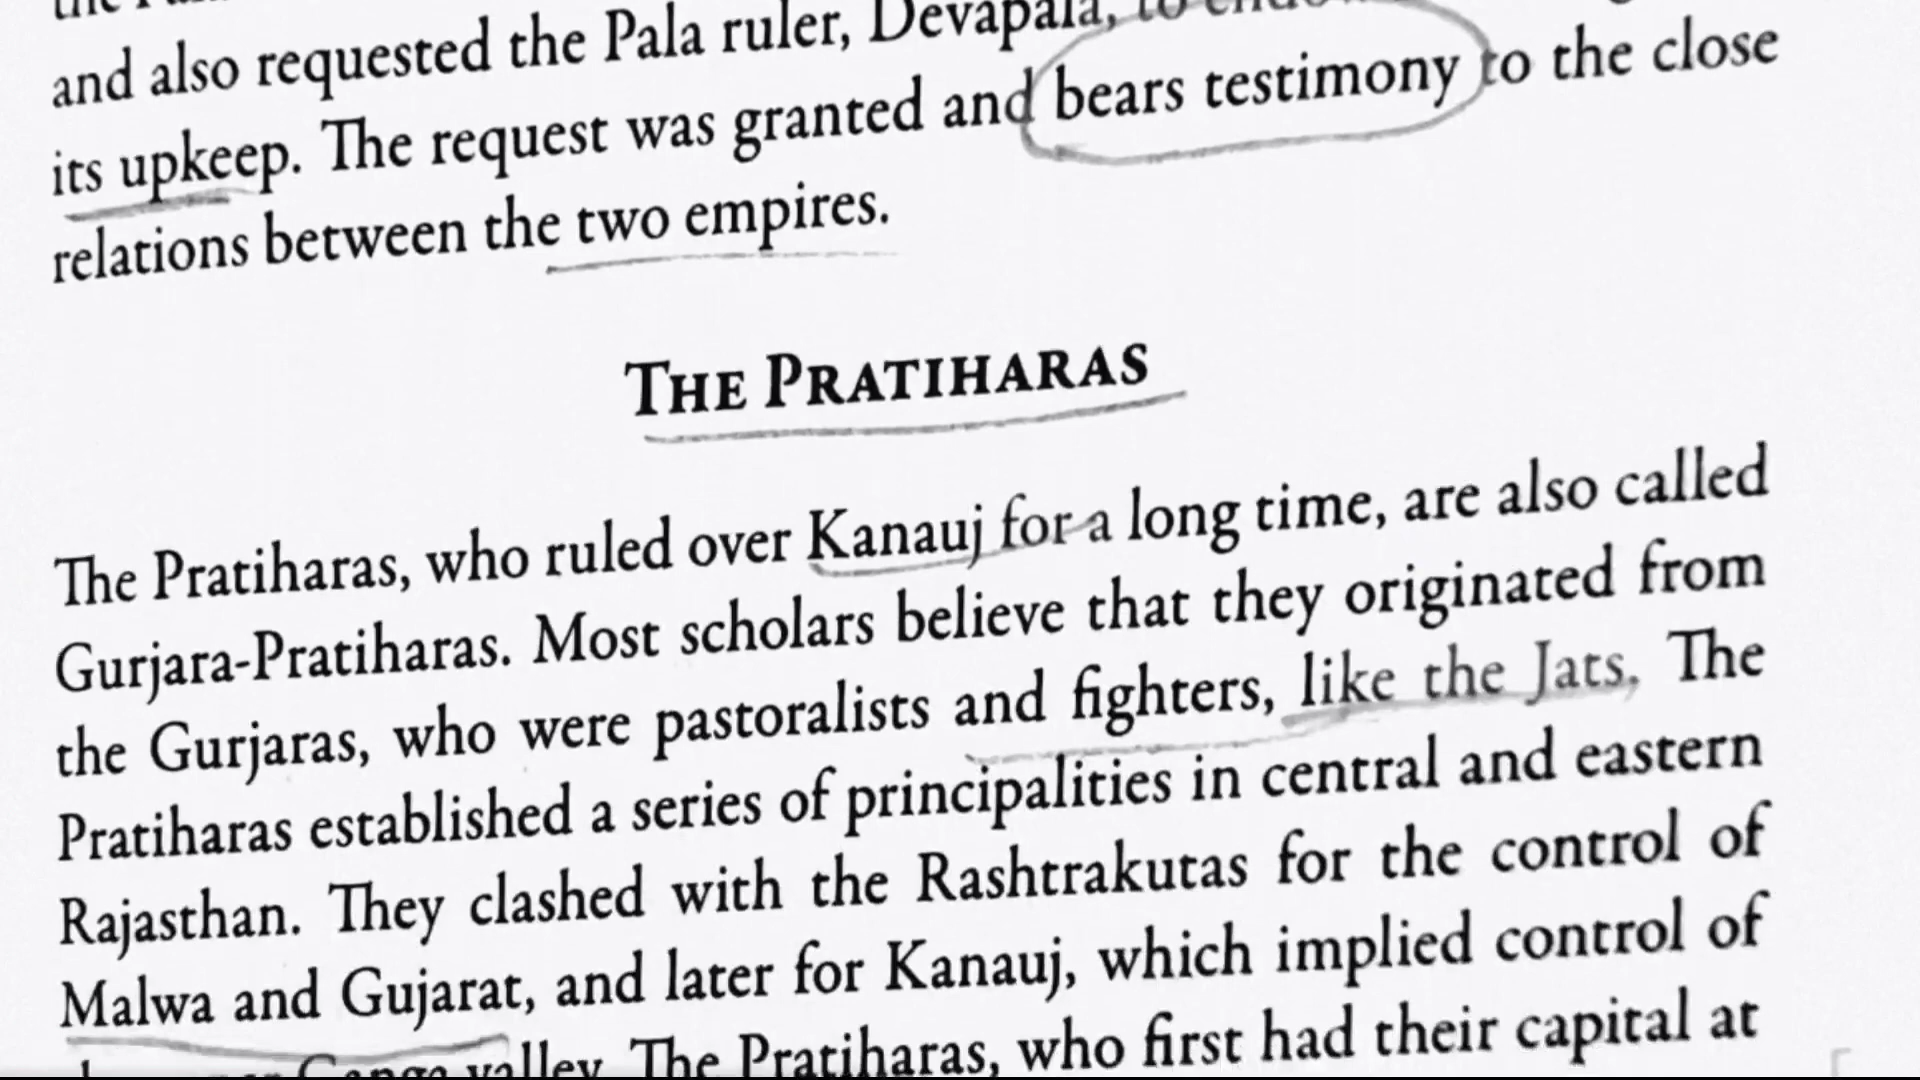 and also requested the Pala ruler, Devapala, to
its upkeep. The request was granted and bears testimony to the close
relations between the two empires.
THE PRATIHARAS
The Pratiharas, who ruled over Kanauj for a long time, are also called
Gurjara-Pratiharas. Most scholars believe that they originated from
the Gurjaras, who were pastoralists and fighters, like the Jats. The
Pratiharas established a series of principalities in central and eastern
Rajasthan. They clashed with the Rashtrakutas for the control of
Malwa and Gujarat, and later for Kanauj, which implied control of
Ganga valley. The Pratiharas, who first had their capital at